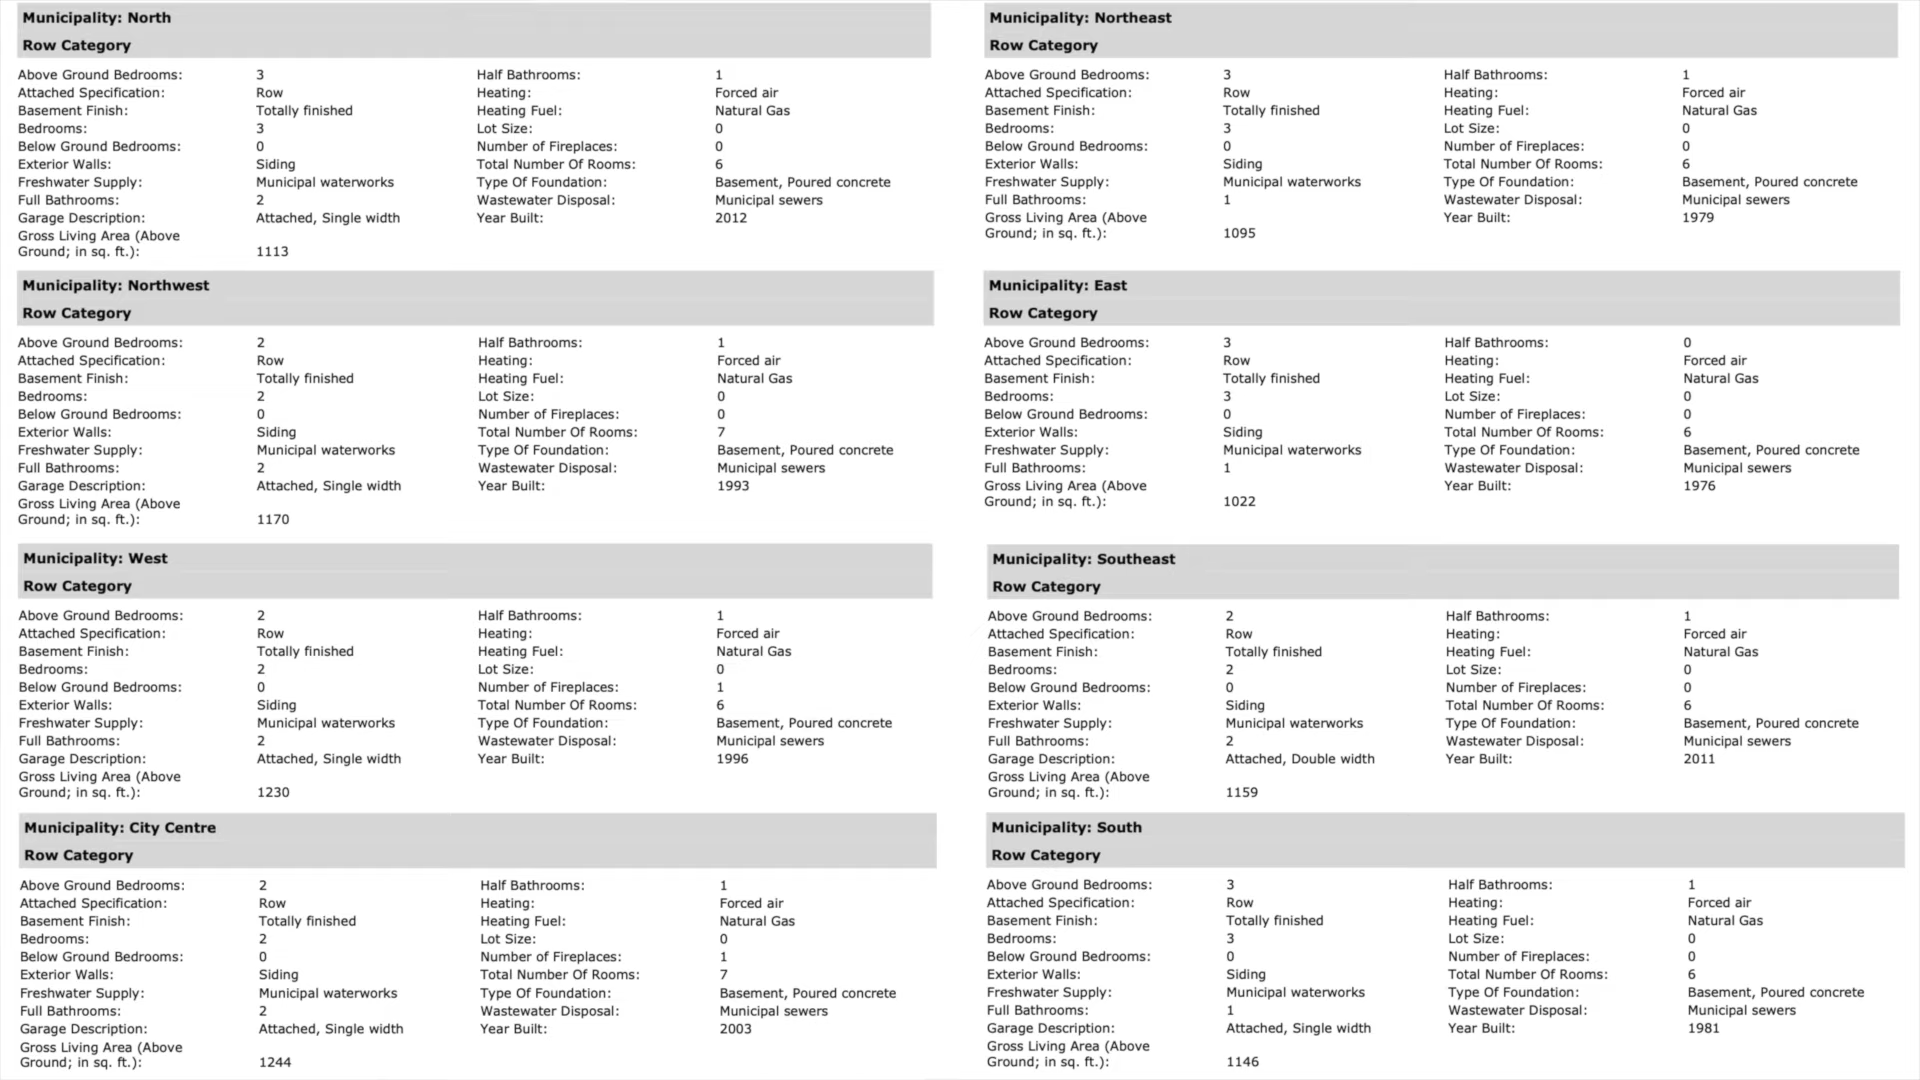 Municipality: North
Row Category
Above Ground Bedrooms: 3 Half Bathrooms: 1
Attached Specification: Row Heating: Forced air
Basement Finish: Totally finished Heating Fuel: Natural Gas
Bedrooms: 3 Lot Size: 0
Below Ground Bedrooms: 0 Number of Fireplaces: 0
Exterior Walls: Siding Total Number Of Rooms: 6
Freshwater Supply: Municipal waterworks Type Of Foundation: Basement, Poured concrete
Full Bathrooms: 2 Wastewater Disposal: Municipal sewers
Garage Description: Attached, Single width Year Built: 2012
Gross Living Area (Above
Ground; in sq. ft.): 1113
Municipality: Northeast
Row Category
Above Ground Bedrooms: 3 Half Bathrooms: 1
Attached Specification: Row Heating: Forced air
Basement Finish: Totally finished Heating Fuel: Natural Gas
Bedrooms: 3 Lot Size: 0
Below Ground Bedrooms: 0 Number of Fireplaces: 0
Exterior Walls: Siding Total Number Of Rooms: 6
Freshwater Supply: Municipal waterworks Type Of Foundation: Basement, Poured concrete
Full Bathrooms: 1 Wastewater Disposal: Municipal sewers
Gross Living Area (Above Year Built: 1979
Ground; in sq. ft.): 1095
Municipality: Northwest
Row Category
Above Ground Bedrooms: 2 Half Bathrooms: 1
Attached Specification: Row Heating: Forced air
Basement Finish: Totally finished Heating Fuel: Natural Gas
Bedrooms: 2 Lot Size: 0
Below Ground Bedrooms: 0 Number of Fireplaces: 0
Exterior Walls: Siding Total Number Of Rooms: 7
Freshwater Supply: Municipal waterworks Type Of Foundation: Basement, Poured concrete
Full Bathrooms: 2 Wastewater Disposal: Municipal sewers
Garage Description: Attached, Single width Year Built: 1993
Gross Living Area (Above
Ground; in sq. ft.): 1170
Municipality: East
Row Category
Above Ground Bedrooms: 3 Half Bathrooms: 0
Attached Specification: Row Heating: Forced air
Basement Finish: Totally finished Heating Fuel: Natural Gas
Bedrooms: 3 Lot Size: 0
Below Ground Bedrooms: 0 Number of Fireplaces: 0
Exterior Walls: Siding Total Number Of Rooms: 6
Freshwater Supply: Municipal waterworks Type Of Foundation: Basement, Poured concrete
Full Bathrooms: 1 Wastewater Disposal: Municipal sewers
Gross Living Area (Above Year Built: 1976
Ground; in sq. ft.): 1022
Municipality: West
Row Category
Above Ground Bedrooms: 2 Half Bathrooms: 1
Attached Specification: Row Heating: Forced air
Basement Finish: Totally finished Heating Fuel: Natural Gas
Bedrooms: 2 Lot Size: 0
Below Ground Bedrooms: 0 Number of Fireplaces: 1
Exterior Walls: Siding Total Number Of Rooms: 6
Freshwater Supply: Municipal waterworks Type Of Foundation: Basement, Poured concrete
Full Bathrooms: 2 Wastewater Disposal: Municipal sewers
Garage Description: Attached, Single width Year Built: 1996
Gross Living Area (Above
Ground; in sq. ft.): 1230
Municipality: Southeast
Row Category
Above Ground Bedrooms: 2 Half Bathrooms: 1
Attached Specification: Row Heating: Forced air
Basement Finish: Totally finished Heating Fuel: Natural Gas
Bedrooms: 2 Lot Size: 0
Below Ground Bedrooms: 0 Number of Fireplaces: 0
Exterior Walls: Siding Total Number Of Rooms: 6
Freshwater Supply: Municipal waterworks Type Of Foundation: Basement, Poured concrete
Full Bathrooms: 2 Wastewater Disposal: Municipal sewers
Garage Description: Attached, Double width Year Built: 2011
Gross Living Area (Above
Ground; in sq. ft.): 1159
Municipality: City Centre
Row Category
Above Ground Bedrooms: 2 Half Bathrooms: 1
Attached Specification: Row Heating: Forced air
Basement Finish: Totally finished Heating Fuel: Natural Gas
Bedrooms: 2 Lot Size: 0
Below Ground Bedrooms: 0 Number of Fireplaces: 1
Exterior Walls: Siding Total Number Of Rooms: 7
Freshwater Supply: Municipal waterworks Type Of Foundation: Basement, Poured concrete
Full Bathrooms: 2 Wastewater Disposal: Municipal sewers
Garage Description: Attached, Single width Year Built: 2003
Gross Living Area (Above
Ground; in sq. ft.): 1244
Municipality: South
Row Category
Above Ground Bedrooms: 3 Half Bathrooms: 1
Attached Specification: Row Heating: Forced air
Basement Finish: Totally finished Heating Fuel: Natural Gas
Bedrooms: 3 Lot Size: 0
Below Ground Bedrooms: 0 Number of Fireplaces: 0
Exterior Walls: Siding Total Number Of Rooms: 6
Freshwater Supply: Municipal waterworks Type Of Foundation: Basement, Poured concrete
Full Bathrooms: 1 Wastewater Disposal: Municipal sewers
Garage Description: Attached, Single width Year Built: 1981
Gross Living Area (Above
Ground; in sq. ft.): 1146